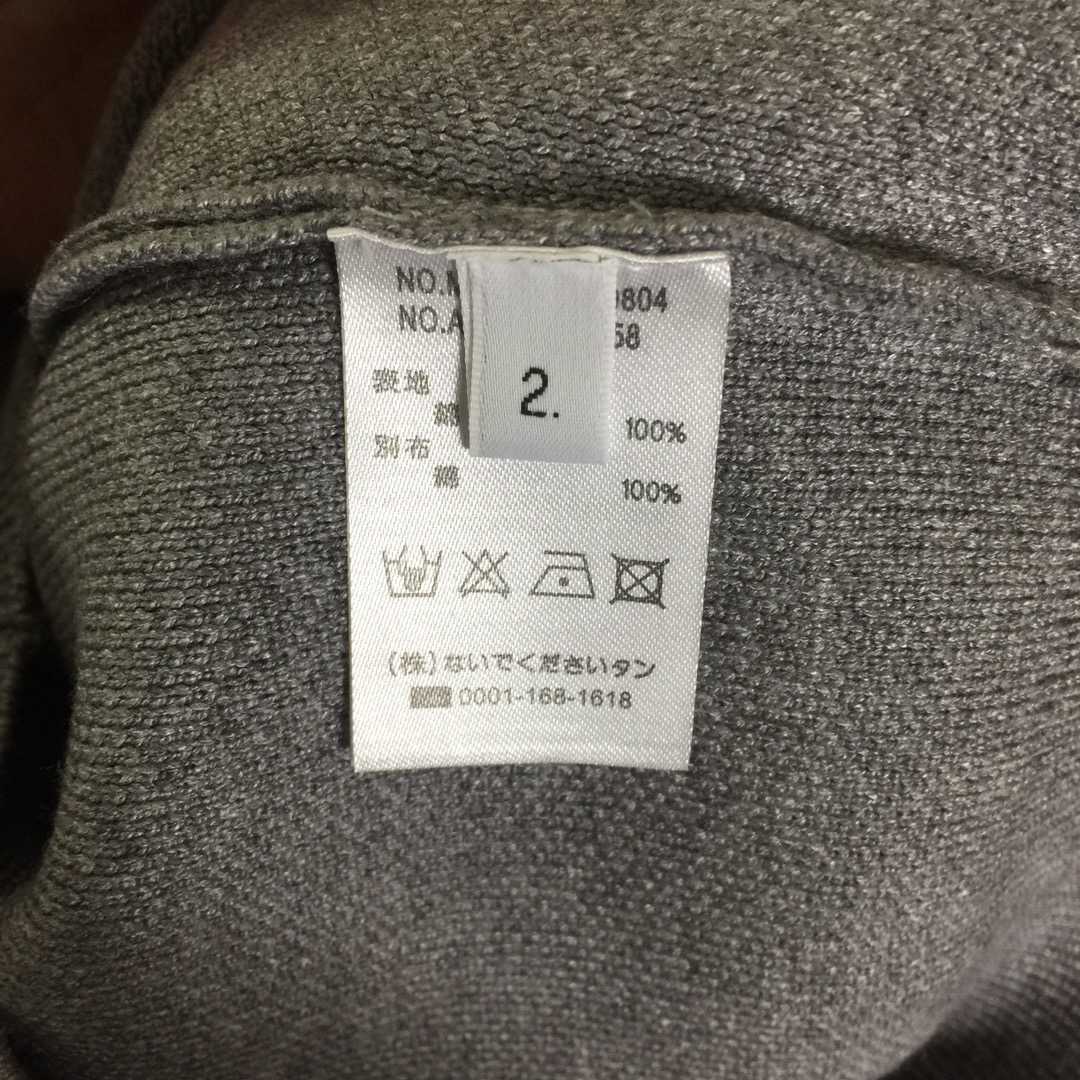 NO.M 0804
NO.A 58
2.
表地
綿 100%
別布
綿 100%
(株)ないでくださいタン
0001-168-1618